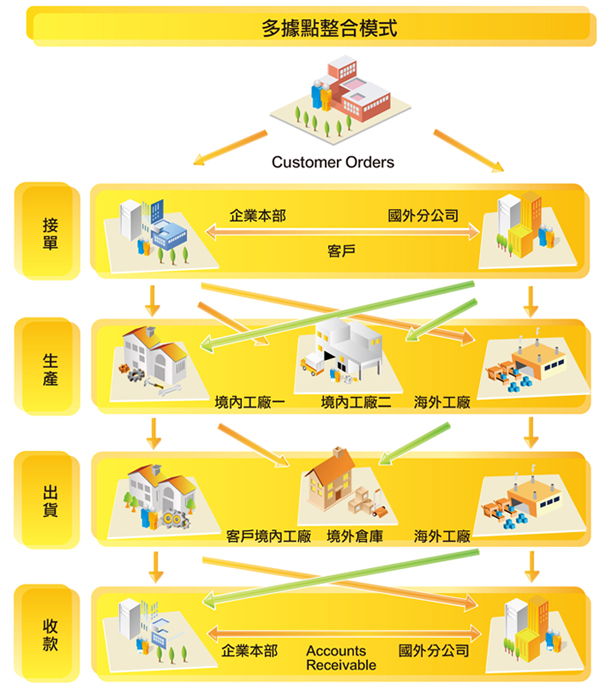 多據點整合模式
Customer Orders
接單
企業本部
國外分公司
客戶
生產
境內工廠一
境內工廠二
海外工廠
出貨
客戶境內工廠
境外倉庫
海外工廠
收款
企業本部
Accounts
Receivable
國外分公司